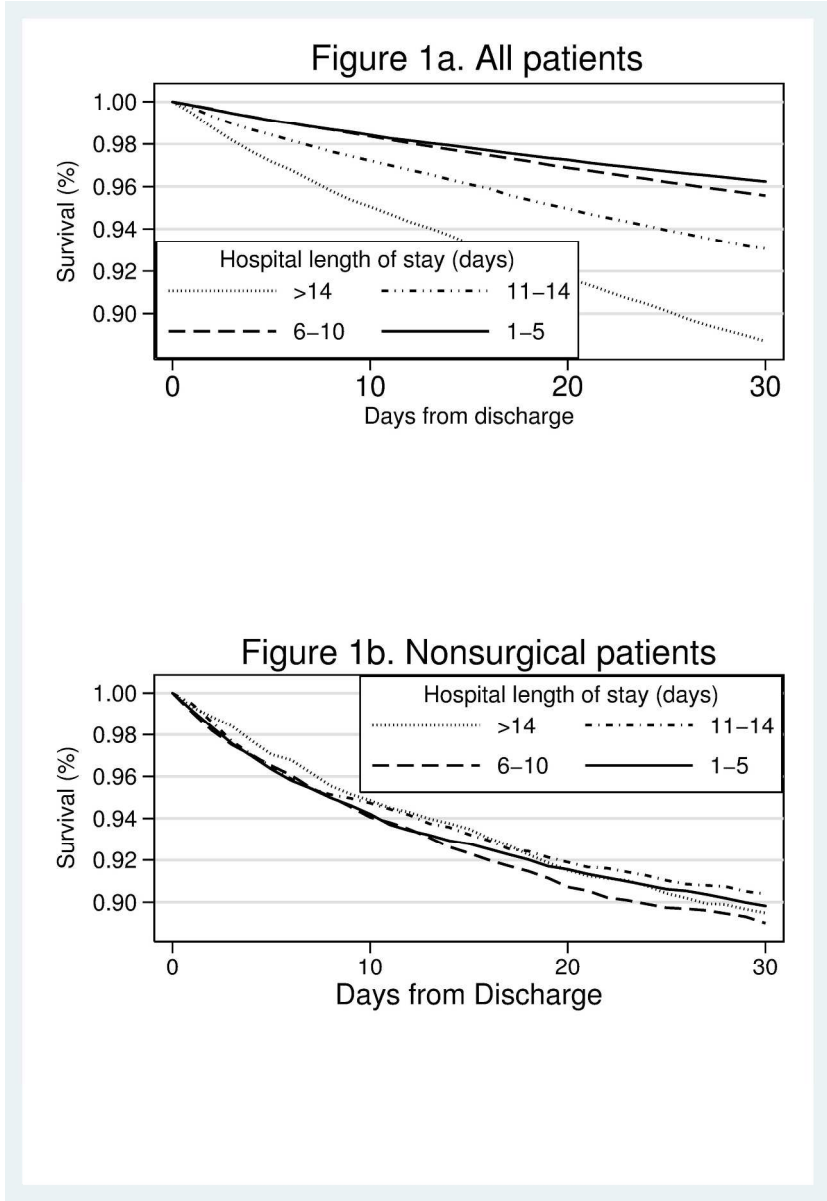 Figure 1a. All patients
1.00
0.98
0.96
0.94
0.92
0.90
Survival (%)
Hospital length of stay (days)
>14 11–14
6–10 1–5
0 10 20 30
Days from discharge
Figure 1b. Nonsurgical patients
1.00
0.98
0.96
0.94
0.92
0.90
Survival (%)
Hospital length of stay (days)
>14 11–14
6–10 1–5
0 10 20 30
Days from Discharge